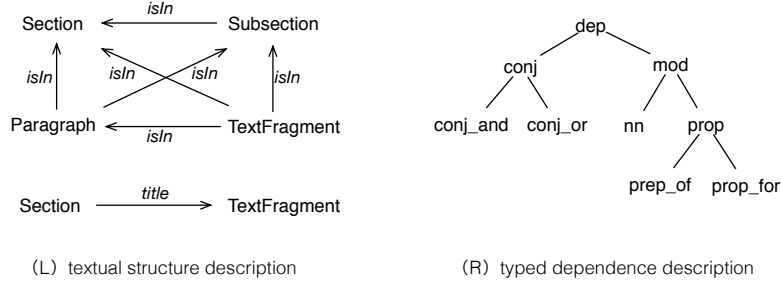 isIn
Section Subsection
isIn isIn isIn isIn
Paragraph TextFragment
isIn
title
Section TextFragment
(L) textual structure description
dep
conj mod
conj_and conj_or nn prop
prep_of prop_for
(R) typed dependence description